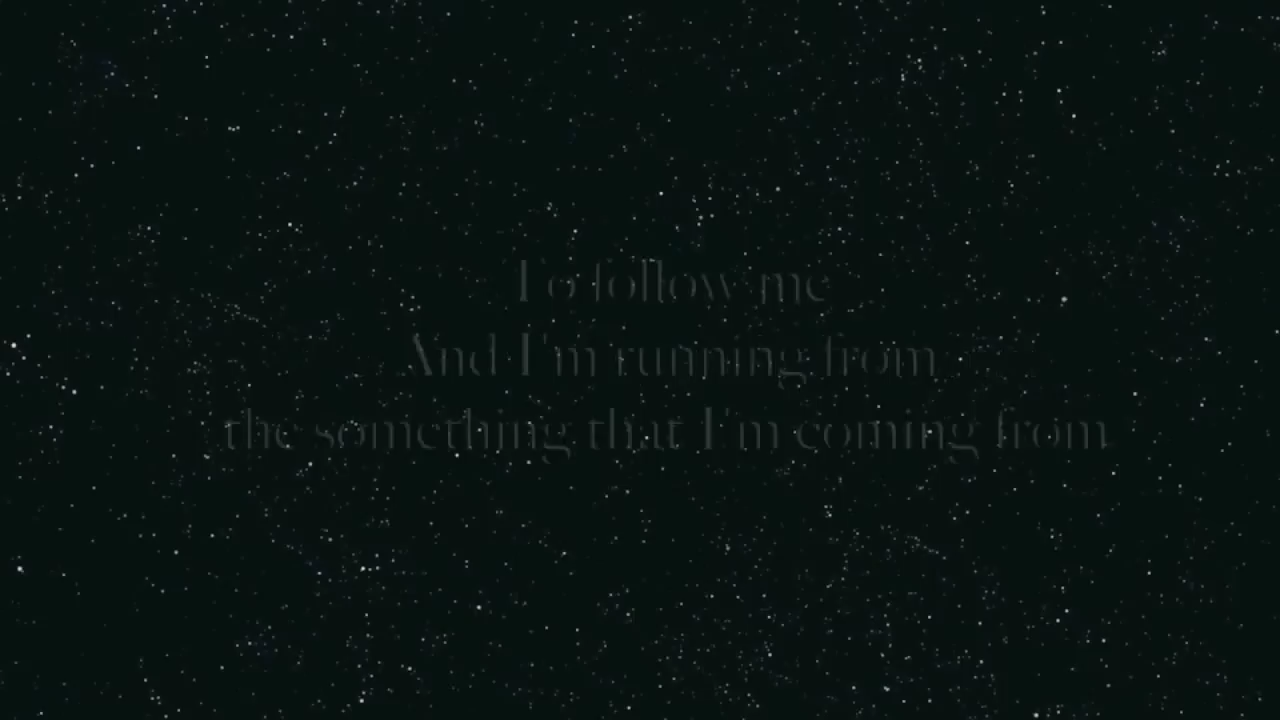 To follow me
And I'm running from
the something that I'm coming from